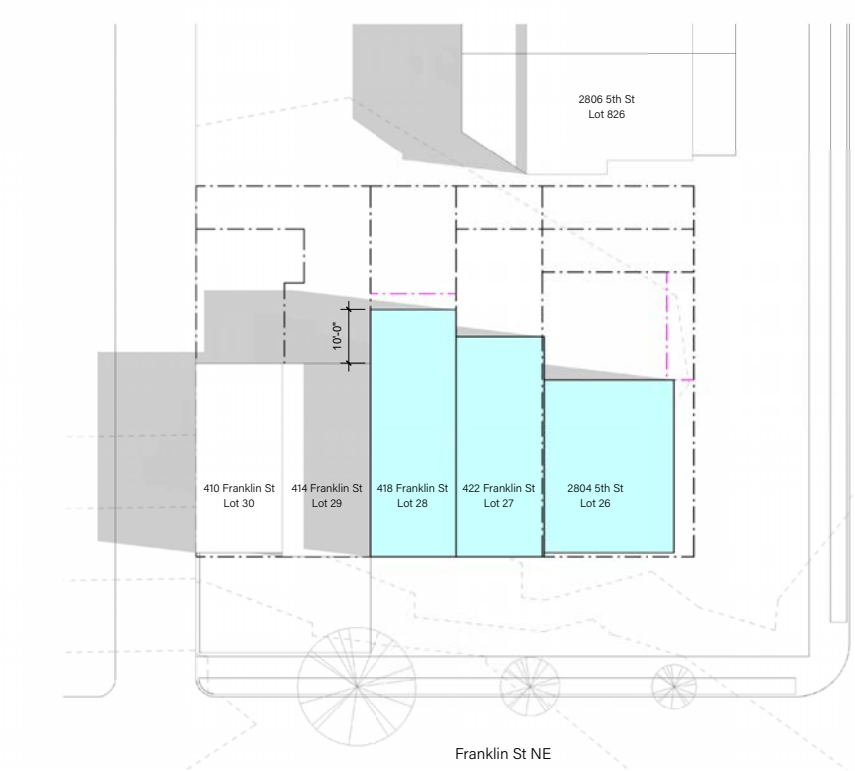 2806 5th St
Lot 826
10'-0"
410 Franklin St
Lot 30
414 Franklin St
Lot 29
418 Franklin St
Lot 28
422 Franklin St
Lot 27
2804 5th St
Lot 26
Franklin St NE